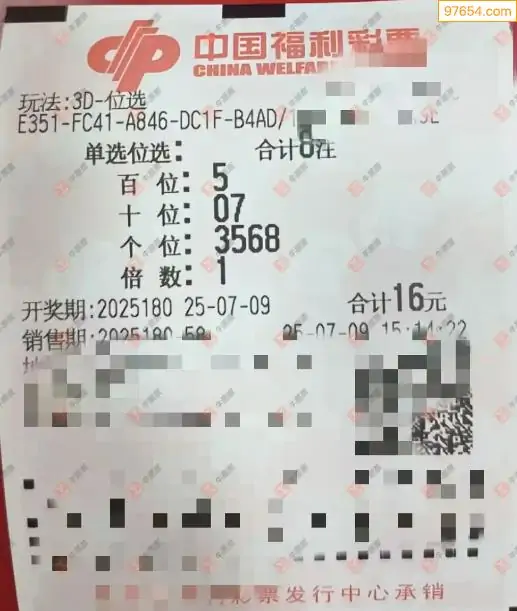 97654.com
中国福利彩票
CHINA WELFA
玩法:3D-位选
E351-FC41-A846-DC1F-B4AD/
单选位选: 合计8注
百 位: 5
十 位: 07
个 位: 3568
倍 数: 1
开奖期:2025180 25-07-09 合计16元
销售期:2025180-58 25-07-09 15:14:22
彩票发行中心承销